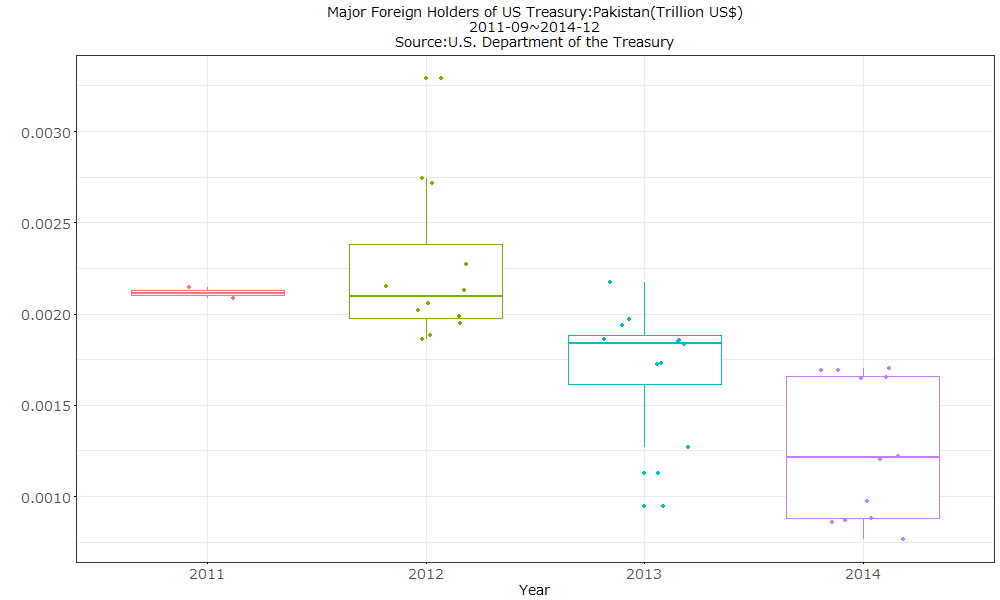 Major Foreign Holders of US Treasury:Pakistan(Trillion US$)
2011-09~2014-12
Source:U.S. Department of the Treasury
0.0030
0.0025
0.0020
0.0015
0.0010
2011 2012 2013 2014
Year